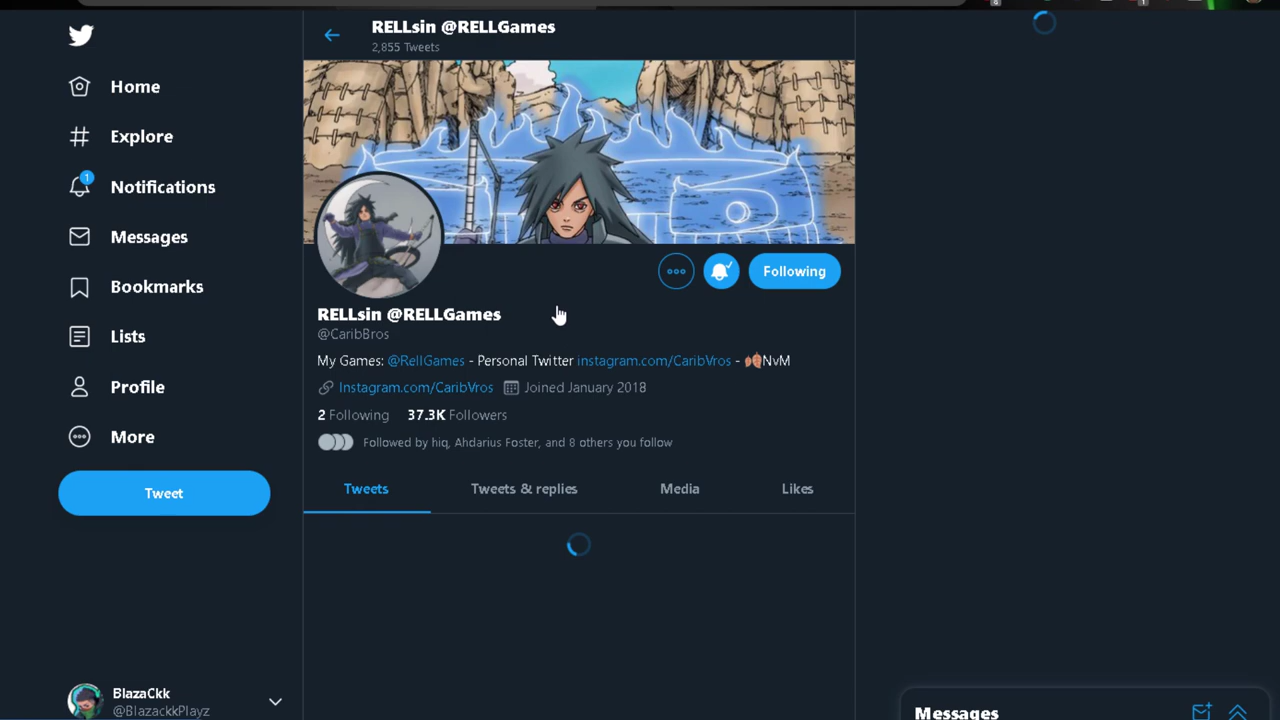 RELLsin @RELLGames
2,855 Tweets
Home
Explore
1
Notifications
Messages
Bookmarks
Lists
Profile
More
Tweet
Following
RELLsin @RELLGames
@CaribBros
My Games: @RellGames - Personal Twitter instagram.com/CaribVros - 🍂NvM
Instagram.com/CaribVros Joined January 2018
2 Following 37.3K Followers
Followed by hiq, Ahdarius Foster, and 8 others you follow
Tweets Tweets & replies Media Likes
BlazaCkk
@BlazackkPlayz
Messages